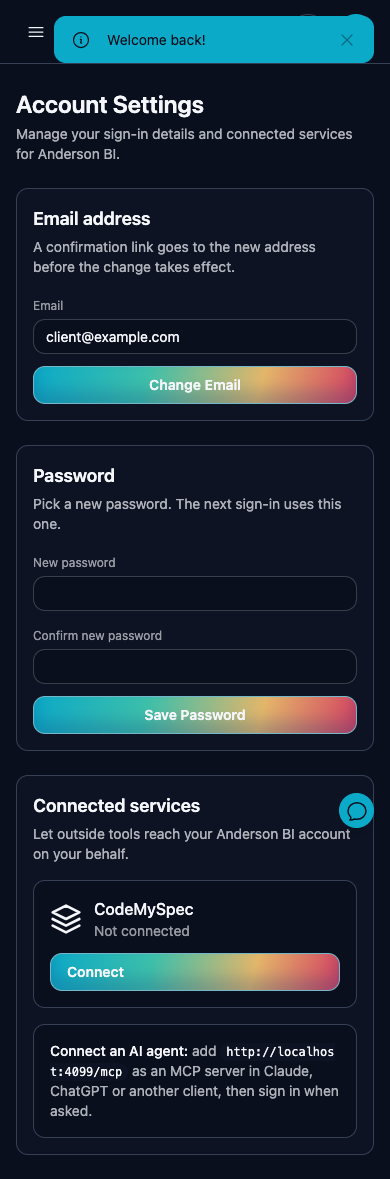 Welcome back!
Account Settings
Manage your sign-in details and connected services
for Anderson BI.
Email address
A confirmation link goes to the new address
before the change takes effect.
Email
client@example.com
Change Email
Password
Pick a new password. The next sign-in uses this
one.
New password
Confirm new password
Save Password
Connected services
Let outside tools reach your Anderson BI account
on your behalf.
CodeMySpec
Not connected
Connect
Connect an AI agent: add http://localhos
t:4099/mcp as an MCP server in Claude,
ChatGPT or another client, then sign in when
asked.